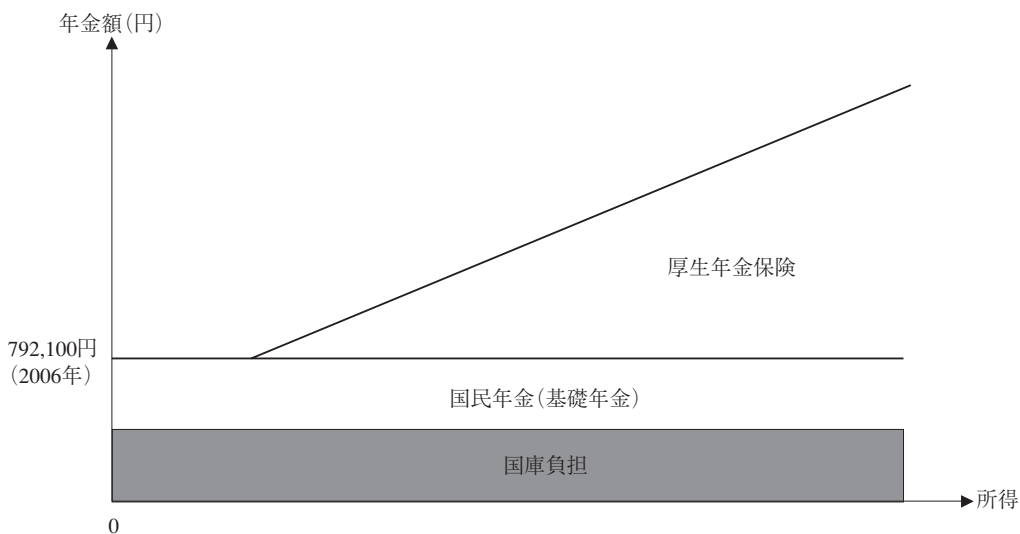 年金額（円）
厚生年金保険
792,100円
（2006年）
国民年金（基礎年金）
国庫負担
所得
0